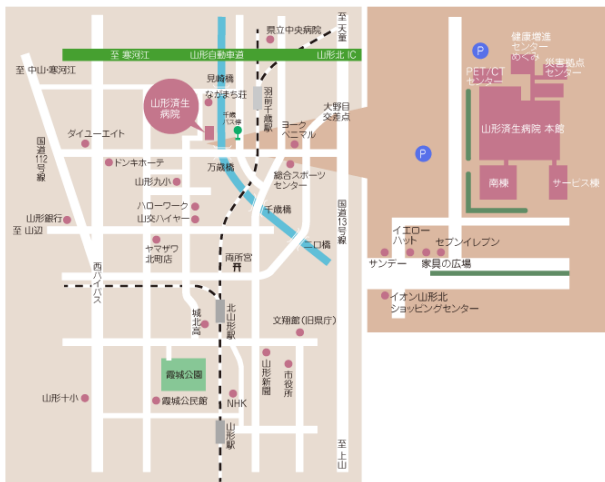 至 天童
県立中央病院
至 寒河江
山形自動車道
山形北 IC
至 中山・寒河江
見崎橋
ながまち荘
山形済生
病院
千歳
バス停
羽前千歳駅
大野目
交差点
国道112号線
ダイユーエイト
ヨーク
ベニマル
ドンキホーテ
万歳橋
総合スポーツ
センター
山形九小
ハローワーク
千歳橋
国道13号線
山形銀行
山交ハイヤー
至 山辺
ヤマザワ
北町店
両所宮
二口橋
西バイパス
城北高
北山形駅
文翔館(旧県庁)
霞城公園
山形新聞
市役所
山形十小
霞城公民館
NHK
山形駅
至 上山
P
健康増進
センター
めぐみ
災害拠点
センター
PET/CT
センター
山形済生病院 本館
P
南棟
サービス棟
イエロー
ハット
セブンイレブン
サンデー
家具の広場
イオン山形北
ショッピングセンター